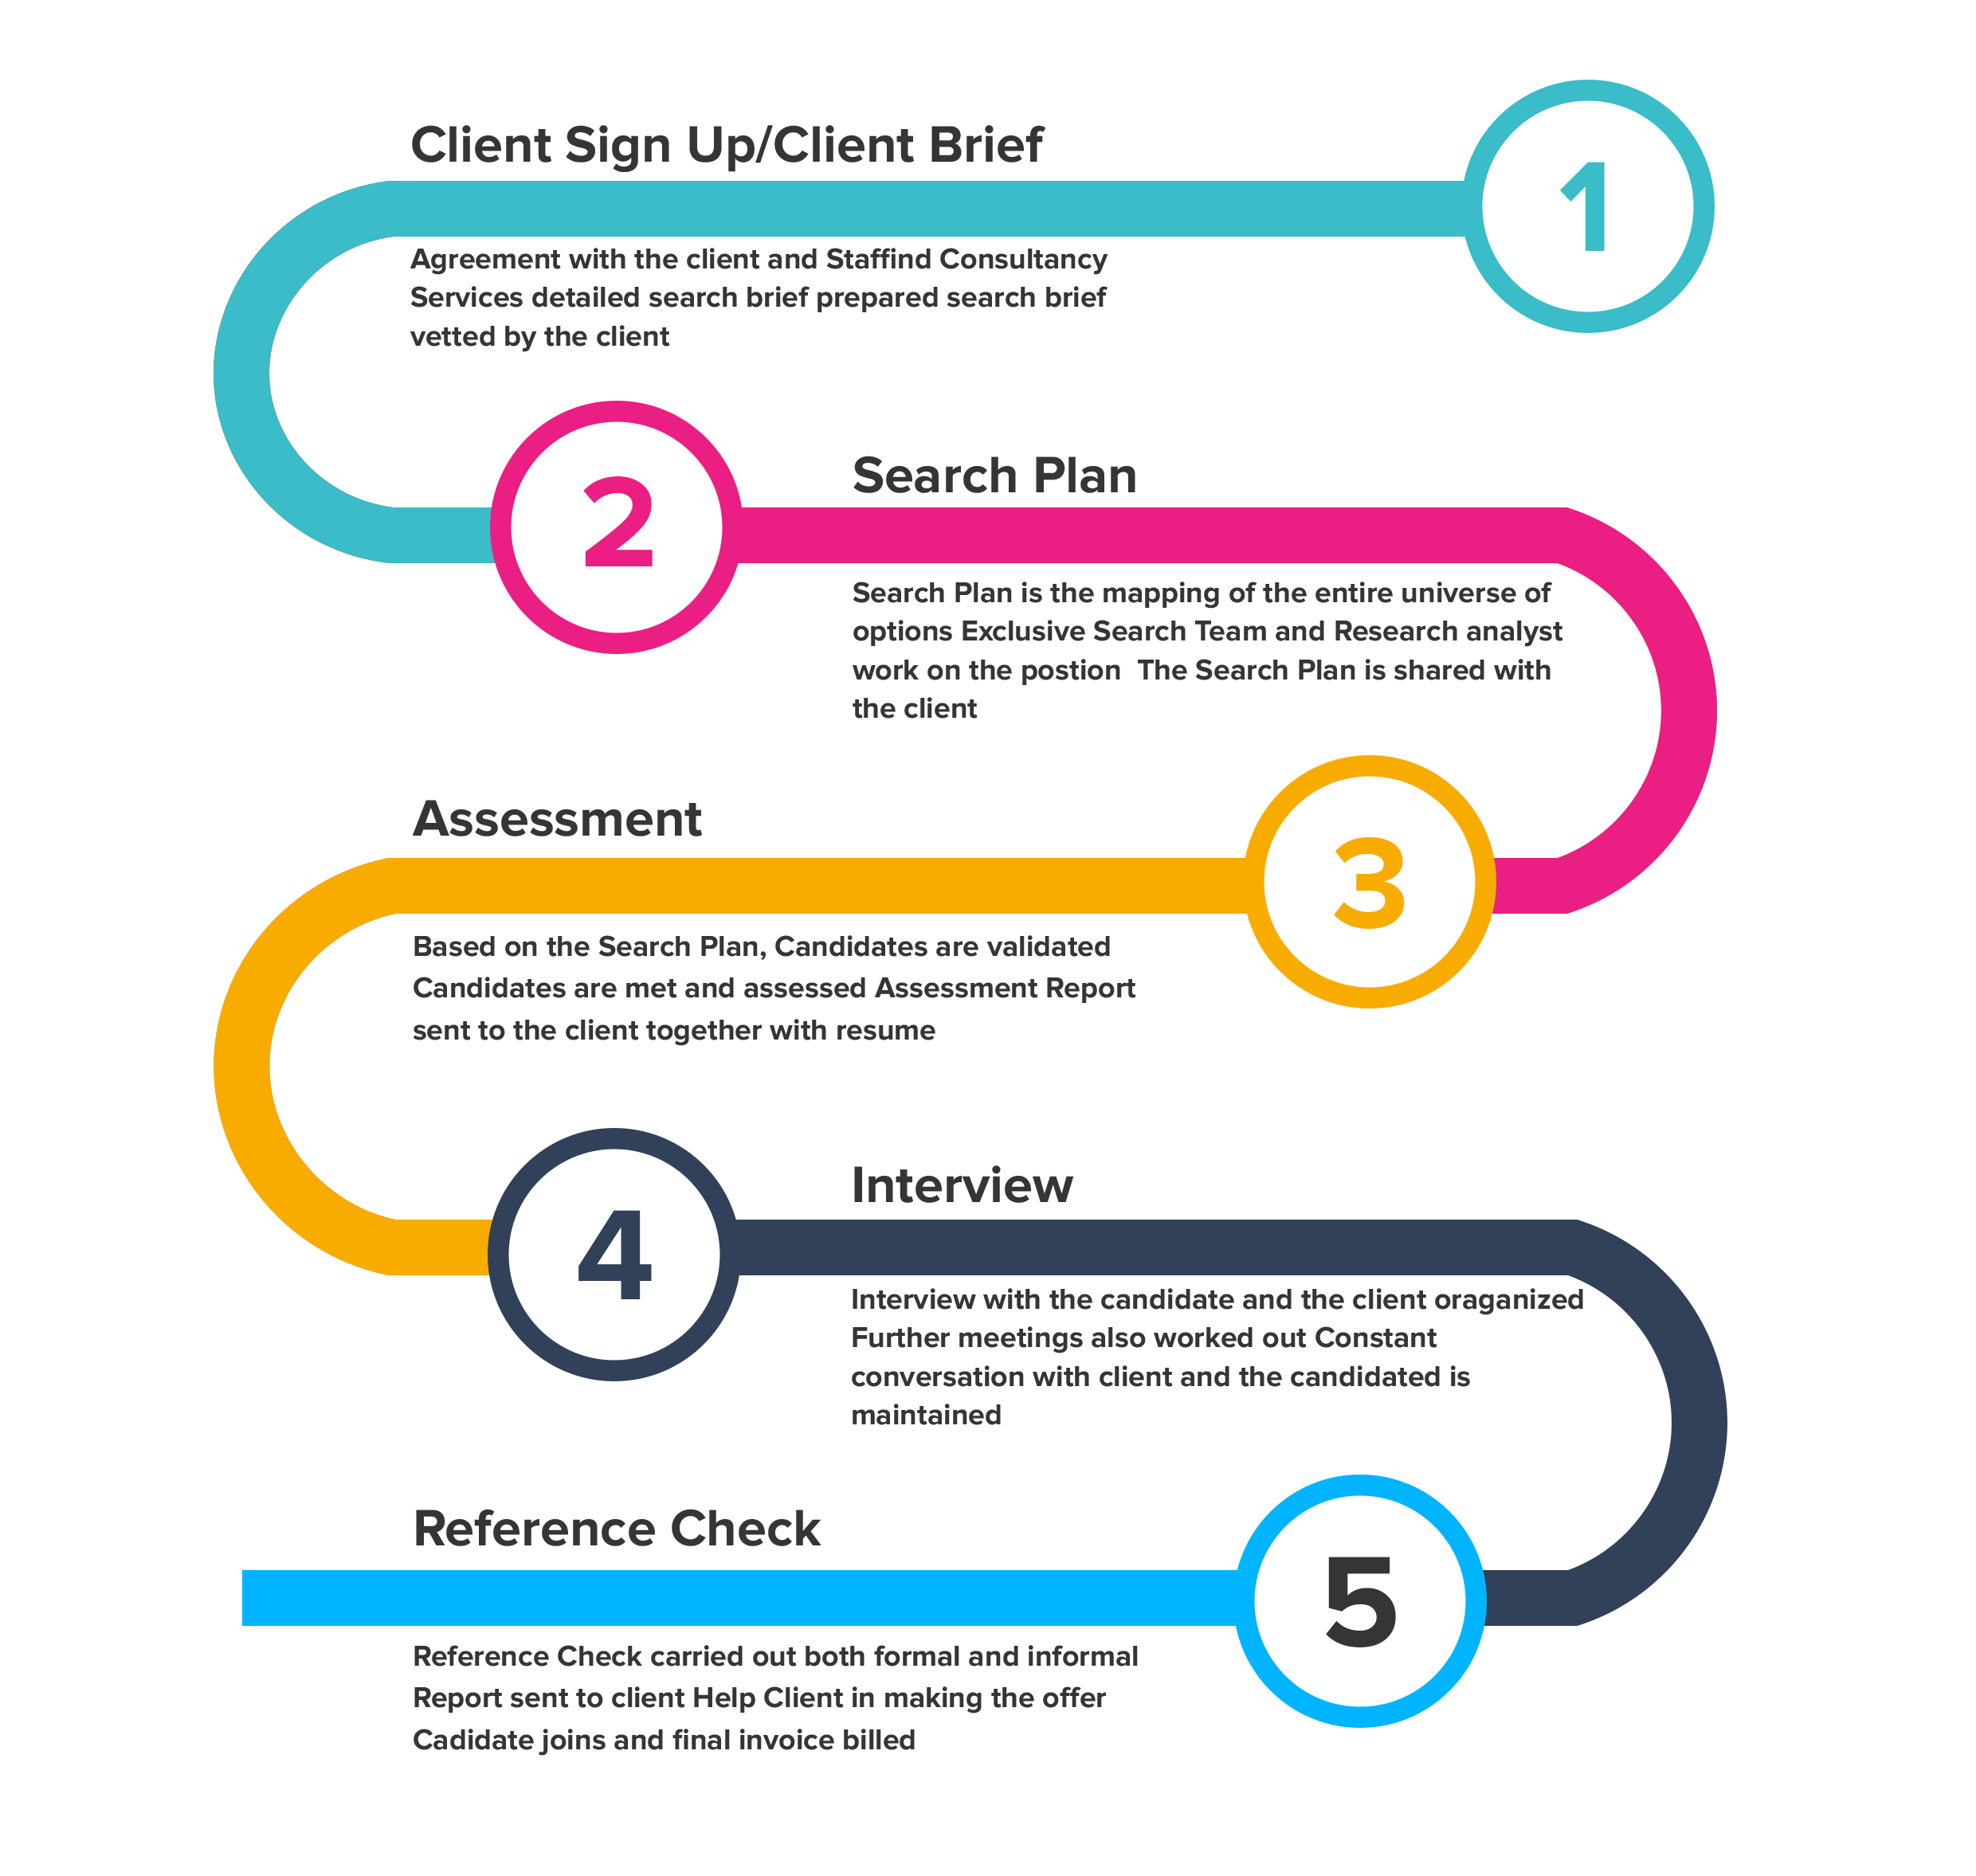 Client Sign Up/Client Brief
1
Agreement with the client and Staffind Consultancy
Services detailed search brief prepared search brief
vetted by the client
2
Search Plan
Search Plan is the mapping of the entire universe of
options Exclusive Search Team and Research analyst
work on the postion  The Search Plan is shared with
the client
Assessment
3
Based on the Search Plan, Candidates are validated
Candidates are met and assessed Assessment Report
sent to the client together with resume
4
Interview
Interview with the candidate and the client oraganized
Further meetings also worked out Constant
conversation with client and the candidated is
maintained
Reference Check
5
Reference Check carried out both formal and informal
Report sent to client Help Client in making the offer
Cadidate joins and final invoice billed